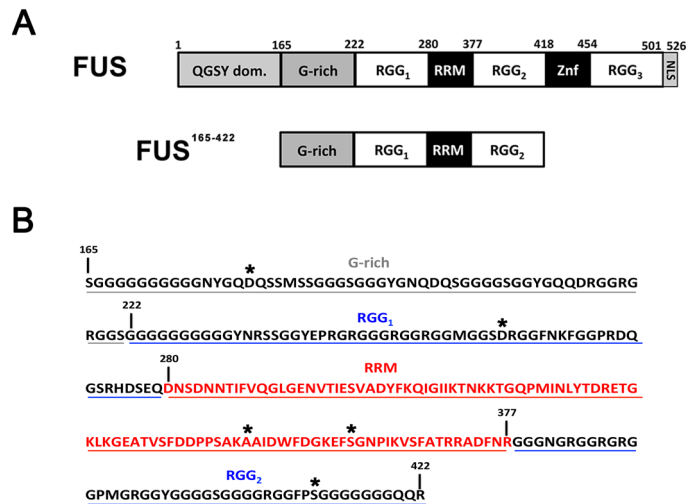 A
1 165 222 280 377 418 454 501 526
FUS QGSY dom. G-rich RGG1 RRM RGG2 Znf RGG3 NLS
FUS165-422 G-rich RGG1 RRM RGG2
B
165 * G-rich
SGGGGGGGGGGNYGQDQSSMSSGGGSGGGYGNQDQSGGGGSGGYGQQDRGGRG
222 RGG1 *
RGGSGGGGGGGGGGYNRSSGGYEPRGRGGGRGGRGGMGGSDRGGFNKFGGPRDQ
280 RRM
GSRHDSEQDNSDNNTIFVQGLGENVTIESVADYFKQIGIIKTNKKTGQPMINLYTDRETG
* * 377
KLKGEATVSFDDPPSAKAAIDWFDGKEFSGNPIKVSFATRRADFNRGGGNGRGGRGRG
RGG2 * 422
GPMGRGGYGGGGSGGGGRGGFPSGGGGGGGQQR